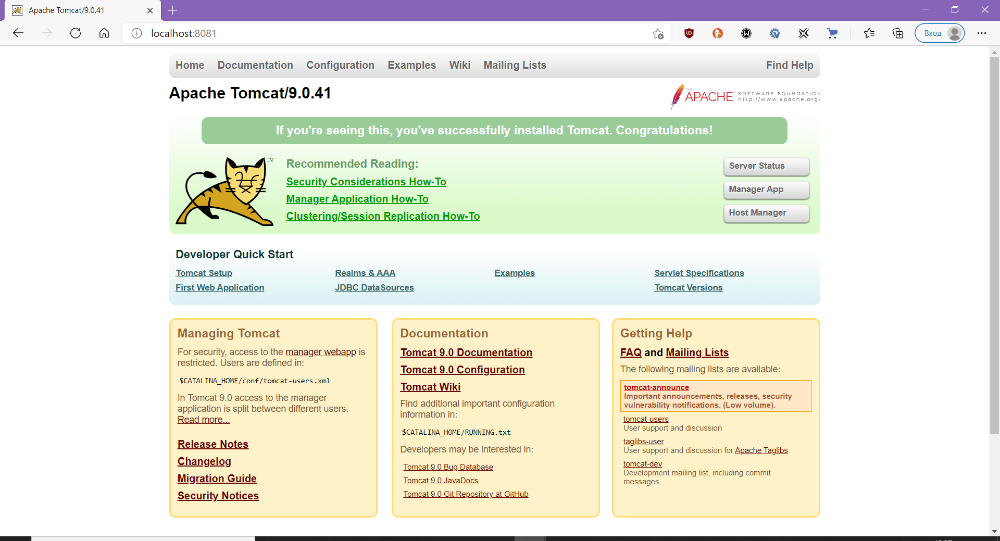 Apache Tomcat/9.0.41
localhost:8081
Вход
Home Documentation Configuration Examples Wiki Mailing Lists Find Help
Apache Tomcat/9.0.41
THE
APACHE SOFTWARE FOUNDATION
http://www.apache.org/
If you're seeing this, you've successfully installed Tomcat. Congratulations!
TM
Recommended Reading:
Security Considerations How-To
Manager Application How-To
Clustering/Session Replication How-To
Server Status
Manager App
Host Manager
Developer Quick Start
Tomcat Setup
First Web Application
Realms & AAA
JDBC DataSources
Examples
Servlet Specifications
Tomcat Versions
Managing Tomcat
For security, access to the manager webapp is
restricted. Users are defined in:
$CATALINA_HOME/conf/tomcat-users.xml
In Tomcat 9.0 access to the manager
application is split between different users.
Read more...
Release Notes
Changelog
Migration Guide
Security Notices
Documentation
Tomcat 9.0 Documentation
Tomcat 9.0 Configuration
Tomcat Wiki
Find additional important configuration
information in:
$CATALINA_HOME/RUNNING.txt
Developers may be interested in:
Tomcat 9.0 Bug Database
Tomcat 9.0 JavaDocs
Tomcat 9.0 Git Repository at GitHub
Getting Help
FAQ and Mailing Lists
The following mailing lists are available:
tomcat-announce
Important announcements, releases, security
vulnerability notifications. (Low volume).
tomcat-users
User support and discussion
taglibs-user
User support and discussion for Apache Taglibs
tomcat-dev
Development mailing list, including commit
messages